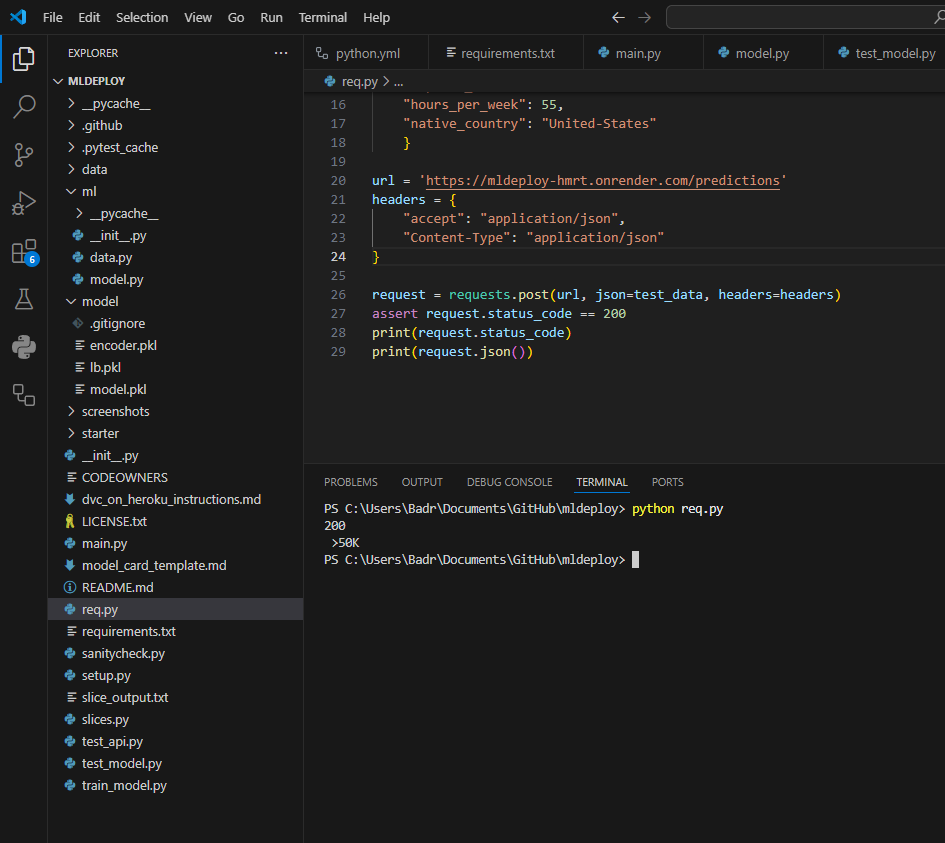 File Edit Selection View Go Run Terminal Help
EXPLORER ...
MLDEPLOY
__pycache__
.github
.pytest_cache
data
ml
__pycache__
__init__.py
data.py
model.py
model
.gitignore
encoder.pkl
lb.pkl
model.pkl
screenshots
starter
__init__.py
CODEOWNERS
dvc_on_heroku_instructions.md
LICENSE.txt
main.py
model_card_template.md
README.md
req.py
requirements.txt
sanitycheck.py
setup.py
slice_output.txt
slices.py
test_api.py
test_model.py
train_model.py
6
python.yml requirements.txt main.py model.py test_model.py
req.py > ...
16 "hours_per_week": 55,
17 "native_country": "United-States"
18 }
19
20 url = 'https://mldeploy-hmrt.onrender.com/predictions'
21 headers = {
22 "accept": "application/json",
23 "Content-Type": "application/json"
24 }
25
26 request = requests.post(url, json=test_data, headers=headers)
27 assert request.status_code == 200
28 print(request.status_code)
29 print(request.json())
PROBLEMS OUTPUT DEBUG CONSOLE TERMINAL PORTS
PS C:\Users\Badr\Documents\GitHub\mldeploy> python req.py
200
>50K
PS C:\Users\Badr\Documents\GitHub\mldeploy>